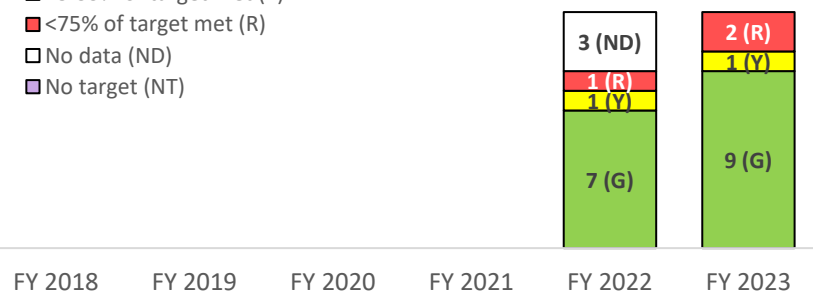 <75% of target met (R)
No data (ND)
No target (NT)
3 (ND)
1 (R)
1 (Y)
7 (G)
2 (R)
1 (Y)
9 (G)
FY 2018 FY 2019 FY 2020 FY 2021 FY 2022 FY 2023